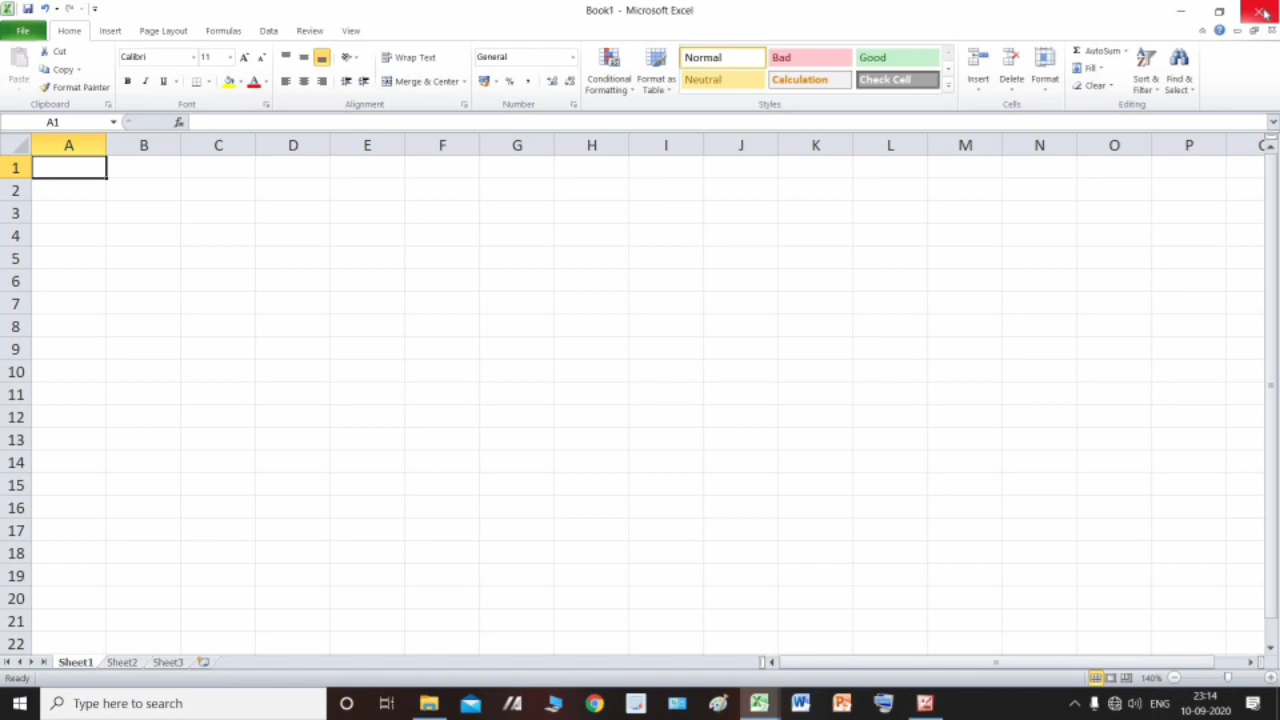 Book1 - Microsoft Excel
File Home Insert Page Layout Formulas Data Review View
Paste
Cut
Copy
Format Painter
Clipboard
Calibri 11
B I U
Font
Wrap Text
Merge & Center
Alignment
General
%
Number
Conditional Formatting
Format as Table
Normal Bad Good
Neutral Calculation Check Cell
Styles
Insert Delete Format
Cells
AutoSum
Fill
Clear
Sort & Filter
Find & Select
Editing
A1 fx
A B C D E F G H I J K L M N O P
1
2
3
4
5
6
7
8
9
10
11
12
13
14
15
16
17
18
19
20
21
22
Sheet1 Sheet2 Sheet3
Ready 140%
Type here to search
ENG
23:14
10-09-2020